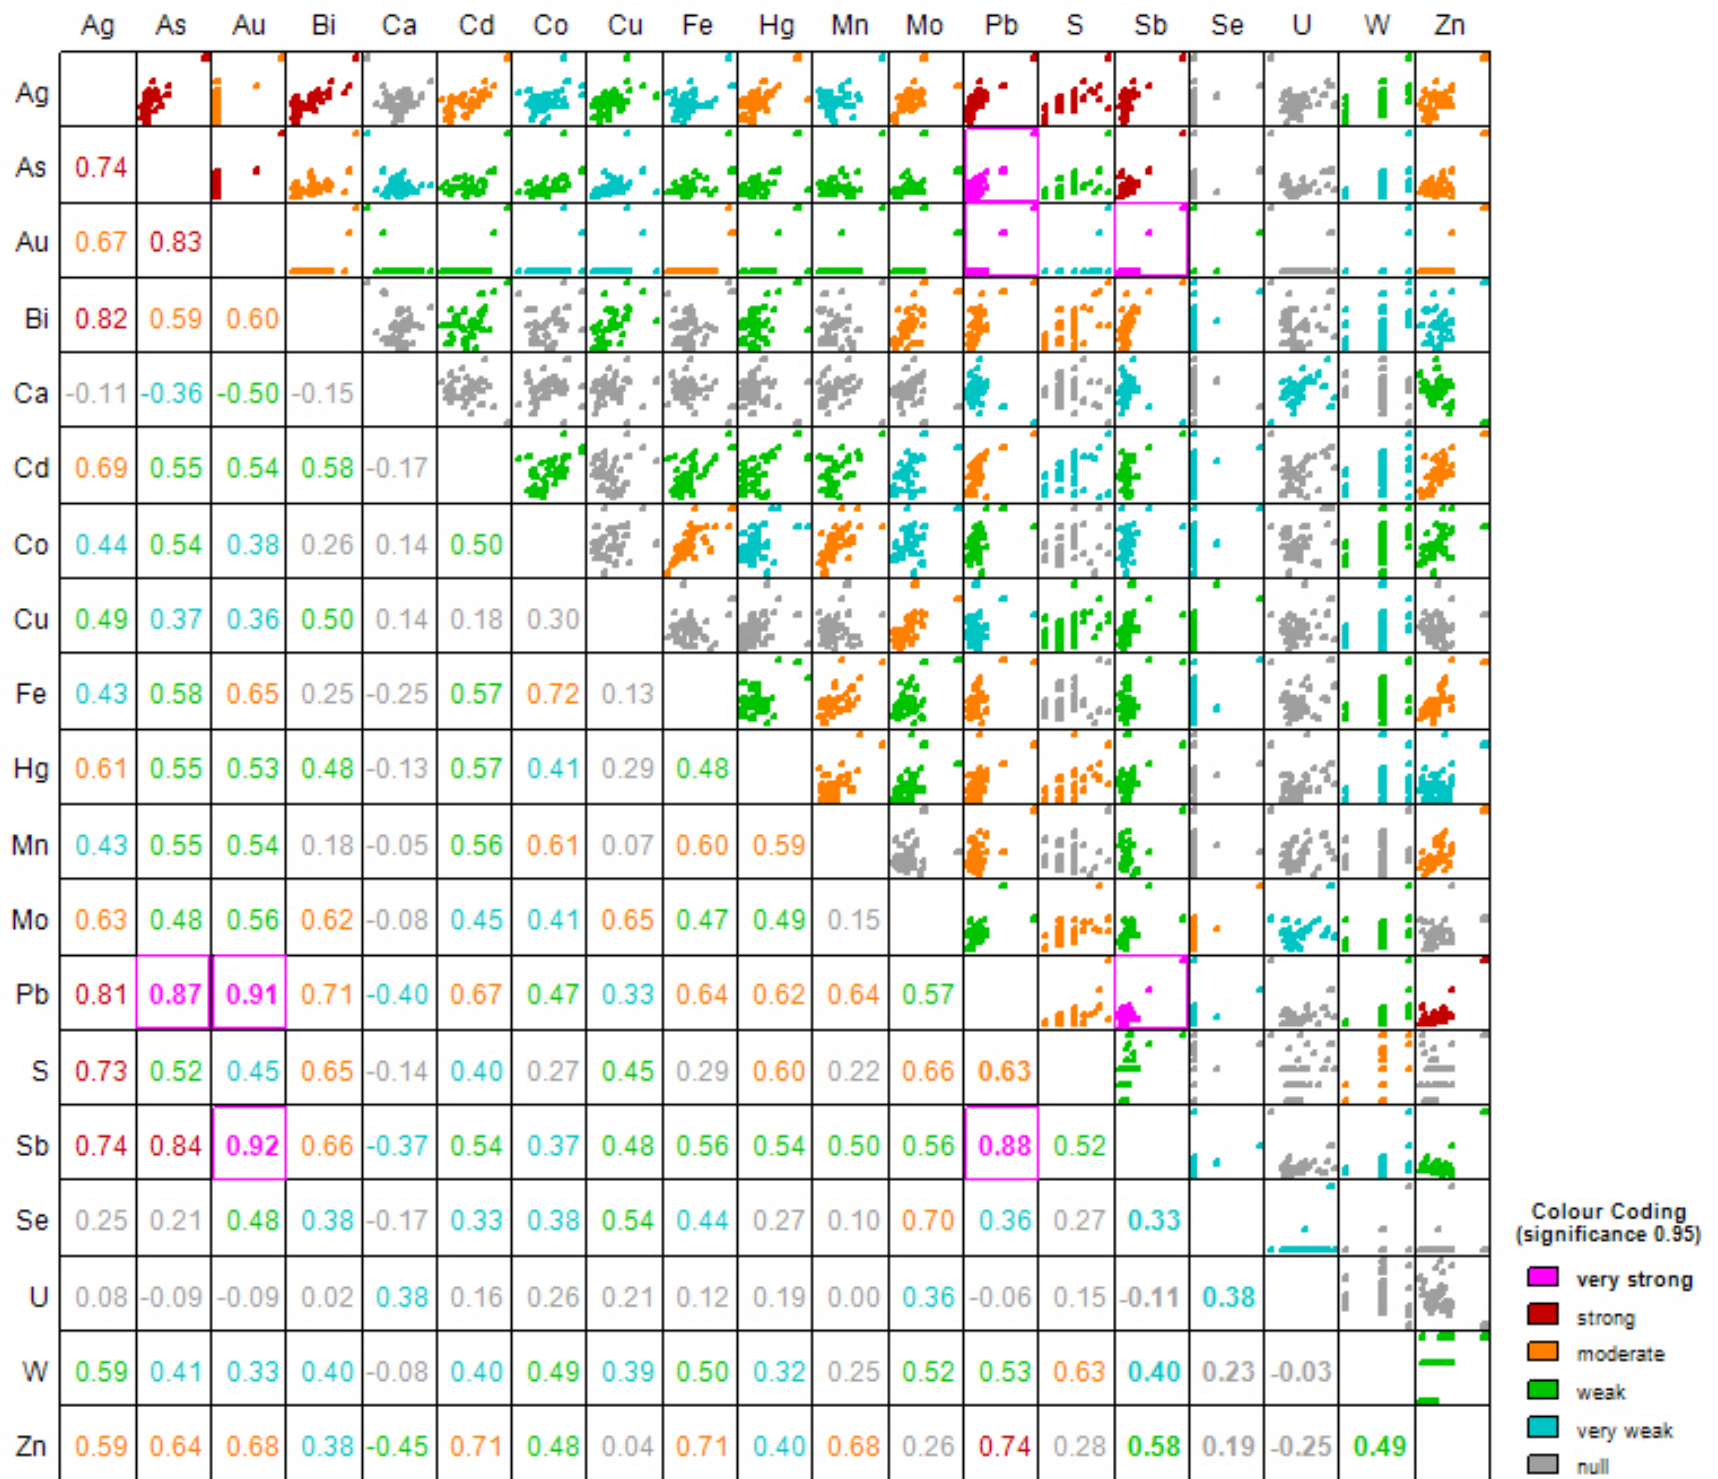 Ag As Au Bi Ca Cd Co Cu Fe Hg Mn Mo Pb S Sb Se U W Zn
Ag
As 0.74
Au 0.67 0.83
Bi 0.82 0.59 0.60
Ca -0.11 -0.36 -0.50 -0.15
Cd 0.69 0.55 0.54 0.58 -0.17
Co 0.44 0.54 0.38 0.26 0.14 0.50
Cu 0.49 0.37 0.36 0.50 0.14 0.18 0.30
Fe 0.43 0.58 0.65 0.25 -0.25 0.57 0.72 0.13
Hg 0.61 0.55 0.53 0.48 -0.13 0.57 0.41 0.29 0.48
Mn 0.43 0.55 0.54 0.18 -0.05 0.56 0.61 0.07 0.60 0.59
Mo 0.63 0.48 0.56 0.62 -0.08 0.45 0.41 0.65 0.47 0.49 0.15
Pb 0.81 0.87 0.91 0.71 -0.40 0.67 0.47 0.33 0.64 0.62 0.64 0.57
S 0.73 0.52 0.45 0.65 -0.14 0.40 0.27 0.45 0.29 0.60 0.22 0.66 0.63
Sb 0.74 0.84 0.92 0.66 -0.37 0.54 0.37 0.48 0.56 0.54 0.50 0.56 0.88 0.52
Se 0.25 0.21 0.48 0.38 -0.17 0.33 0.38 0.54 0.44 0.27 0.10 0.70 0.36 0.27 0.33
U 0.08 -0.09 -0.09 0.02 0.38 0.16 0.26 0.21 0.12 0.19 0.00 0.36 -0.06 0.15 -0.11 0.38
W 0.59 0.41 0.33 0.40 -0.08 0.40 0.49 0.39 0.50 0.32 0.25 0.52 0.53 0.63 0.40 0.23 -0.03
Zn 0.59 0.64 0.68 0.38 -0.45 0.71 0.48 0.04 0.71 0.40 0.68 0.26 0.74 0.28 0.58 0.19 -0.25 0.49
Colour Coding
(significance 0.95)
very strong
strong
moderate
weak
very weak
null